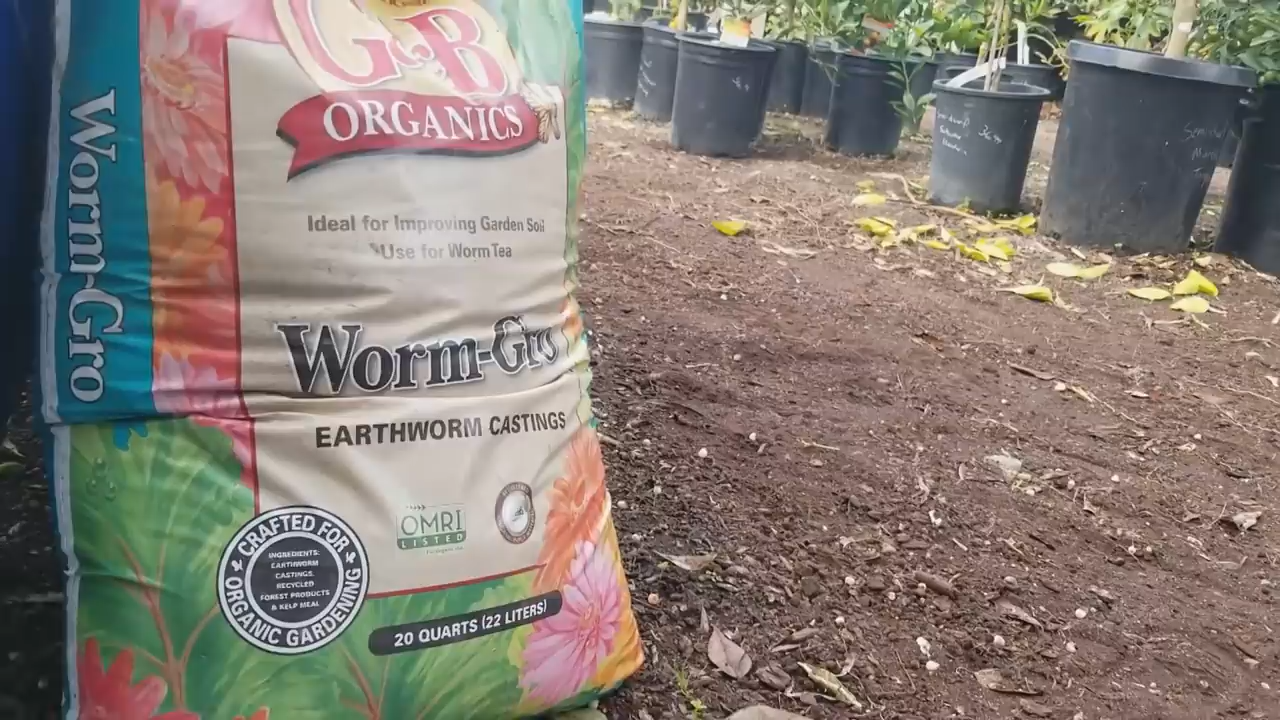 G&B
ORGANICS
Ideal for Improving Garden Soil
Use for Worm Tea
Worm-Gro
EARTHWORM CASTINGS
OMRI
LISTED
CRAFTED FOR
ORGANIC GARDENING
INGREDIENTS:
EARTHWORM
CASTINGS,
RECYCLED
FOREST PRODUCTS
& KELP MEAL
20 QUARTS (22 LITERS)
Worm-Gro